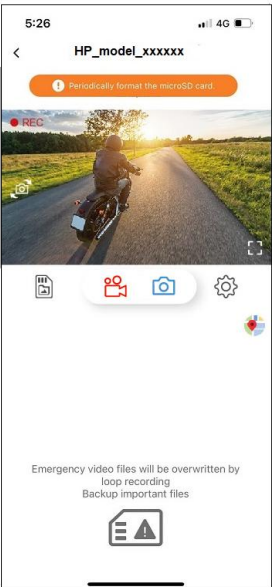 5:26
4G
HP_model_xxxxxx
Periodically format the microSD card.
REC
Emergency video files will be overwritten by
loop recording
Backup important files